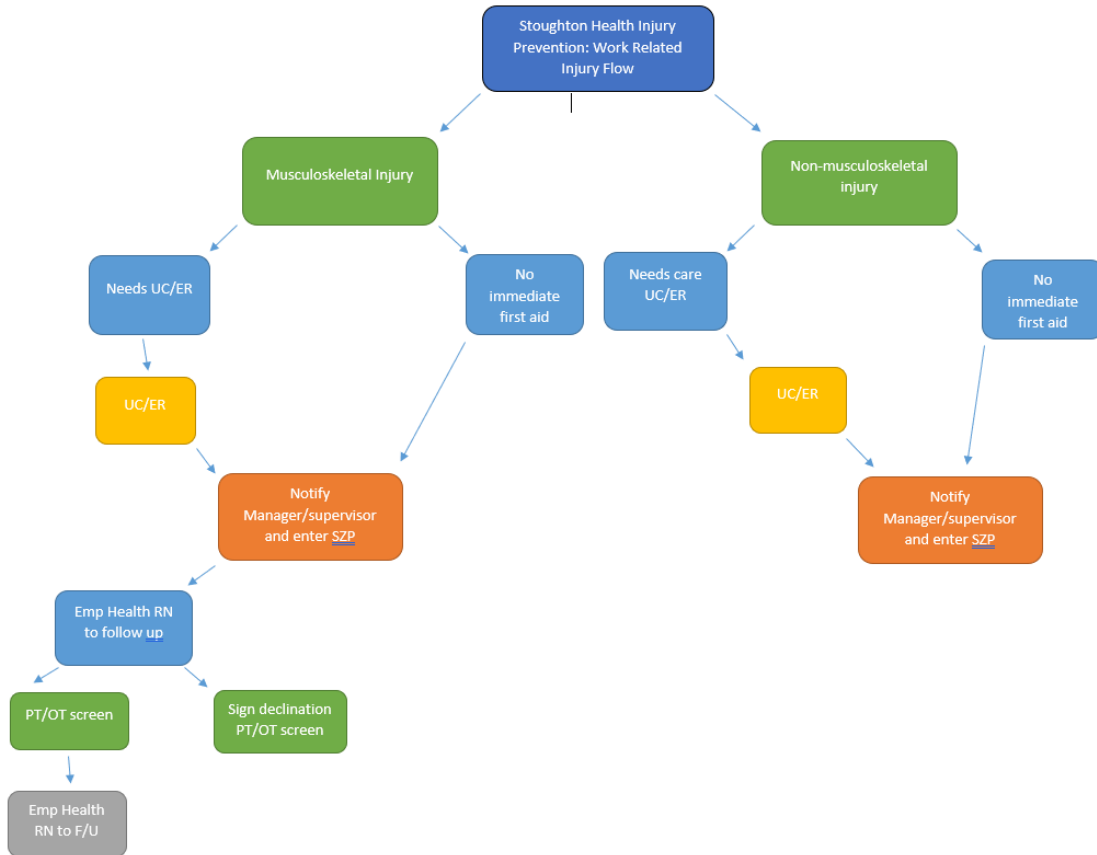 Stoughton Health Injury
Prevention: Work Related
Injury Flow
Musculoskeletal Injury
Non-musculoskeletal
injury
Needs UC/ER
No
immediate
first aid
Needs care
UC/ER
No
immediate
first aid
UC/ER
UC/ER
Notify
Manager/supervisor
and enter SZP
Notify
Manager/supervisor
and enter SZP
Emp Health RN
to follow up
PT/OT screen
Sign declination
PT/OT screen
Emp Health
RN to F/U